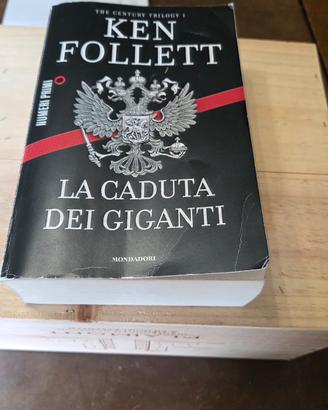 THE CENTURY TRILOGY 1
KEN
FOLLETT
NUMERI PRIMI
LA CADUTA
DEI GIGANTI
MONDADORI